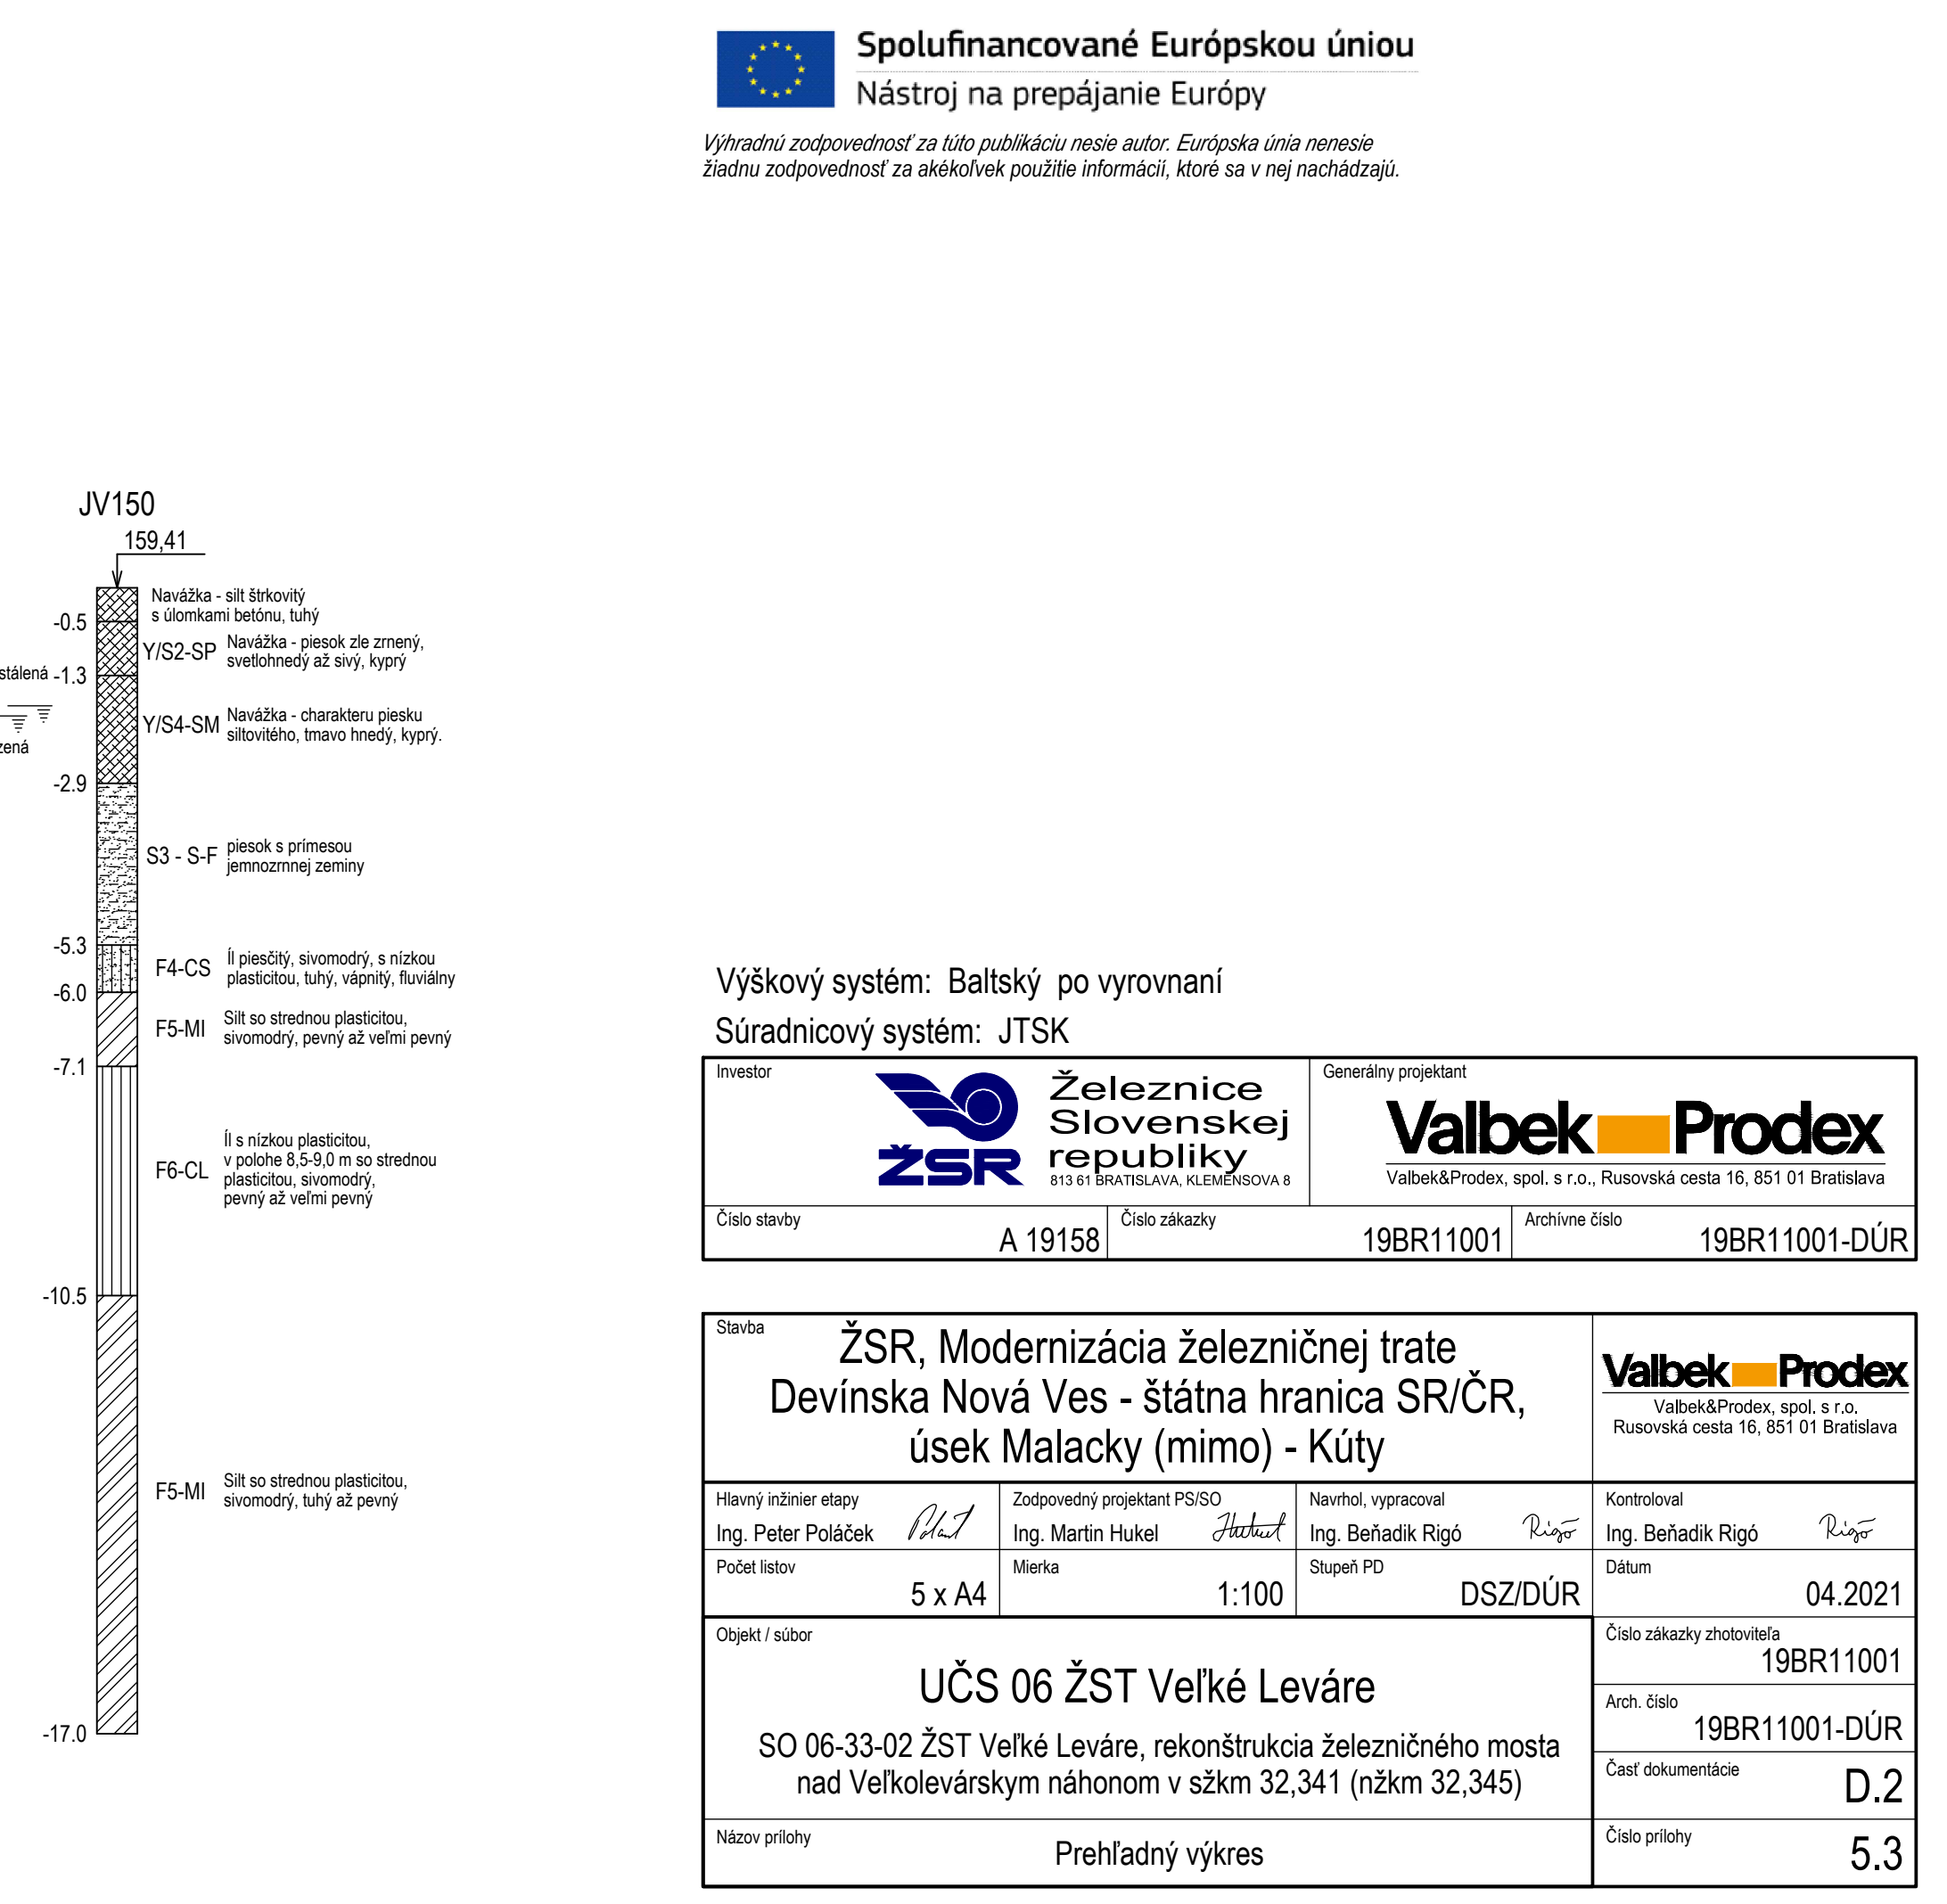 Spolufinancované Európskou úniou
Nástroj na prepájanie Európy
Výhradnú zodpovednosť za túto publikáciu nesie autor. Európska únia nenesie
žiadnu zodpovednosť za akékoľvek použitie informácií, ktoré sa v nej nachádzajú.
JV150
159,41
Navážka - silt štrkovitý
s úlomkami betónu, tuhý
-0.5
Y/S2-SP
Navážka - piesok zle zrnený,
svetlohnedý až sivý, kyprý
stálená
-1.3
Y/S4-SM
Navážka - charakteru piesku
siltovitého, tmavo hnedý, kyprý.
zená
-2.9
S3 - S-F
piesok s prímesou
jemnozrnnej zeminy
-5.3
F4-CS
Íl piesčitý, sivomodrý, s nízkou
plasticitou, tuhý, vápnitý, fluviálny
-6.0
F5-MI
Silt so strednou plasticitou,
sivomodrý, pevný až veľmi pevný
-7.1
F6-CL
Íl s nízkou plasticitou,
v polohe 8,5-9,0 m so strednou
plasticitou, sivomodrý,
pevný až veľmi pevný
-10.5
F5-MI
Silt so strednou plasticitou,
sivomodrý, tuhý až pevný
-17.0
Výškový systém: Baltský po vyrovnaní
Súradnicový systém: JTSK
Investor
ŽSR
Železnice
Slovenskej
republiky
813 61 BRATISLAVA, KLEMENSOVA 8
Generálny projektant
Valbek Prodex
Valbek&Prodex, spol. s r.o., Rusovská cesta 16, 851 01 Bratislava
Číslo stavby
A 19158
Číslo zákazky
19BR11001
Archívne číslo
19BR11001-DÚR
Stavba
ŽSR, Modernizácia železničnej trate
Devínska Nová Ves - štátna hranica SR/ČR,
úsek Malacky (mimo) - Kúty
Valbek Prodex
Valbek&Prodex, spol. s r.o.
Rusovská cesta 16, 851 01 Bratislava
Hlavný inžinier etapy
Ing. Peter Poláček
Zodpovedný projektant PS/SO
Ing. Martin Hukel
Hukel
Navrhol, vypracoval
Ing. Beňadik Rigó
Rigó
Kontroloval
Ing. Beňadik Rigó
Rigó
Počet listov
5 x A4
Mierka
1:100
Stupeň PD
DSZ/DÚR
Dátum
04.2021
Objekt / súbor
UČS 06 ŽST Veľké Leváre
SO 06-33-02 ŽST Veľké Leváre, rekonštrukcia železničného mosta
nad Veľkolevárskym náhonom v sžkm 32,341 (nžkm 32,345)
Číslo zákazky zhotoviteľa
19BR11001
Arch. číslo
19BR11001-DÚR
Časť dokumentácie
D.2
Názov prílohy
Prehľadný výkres
Číslo prílohy
5.3